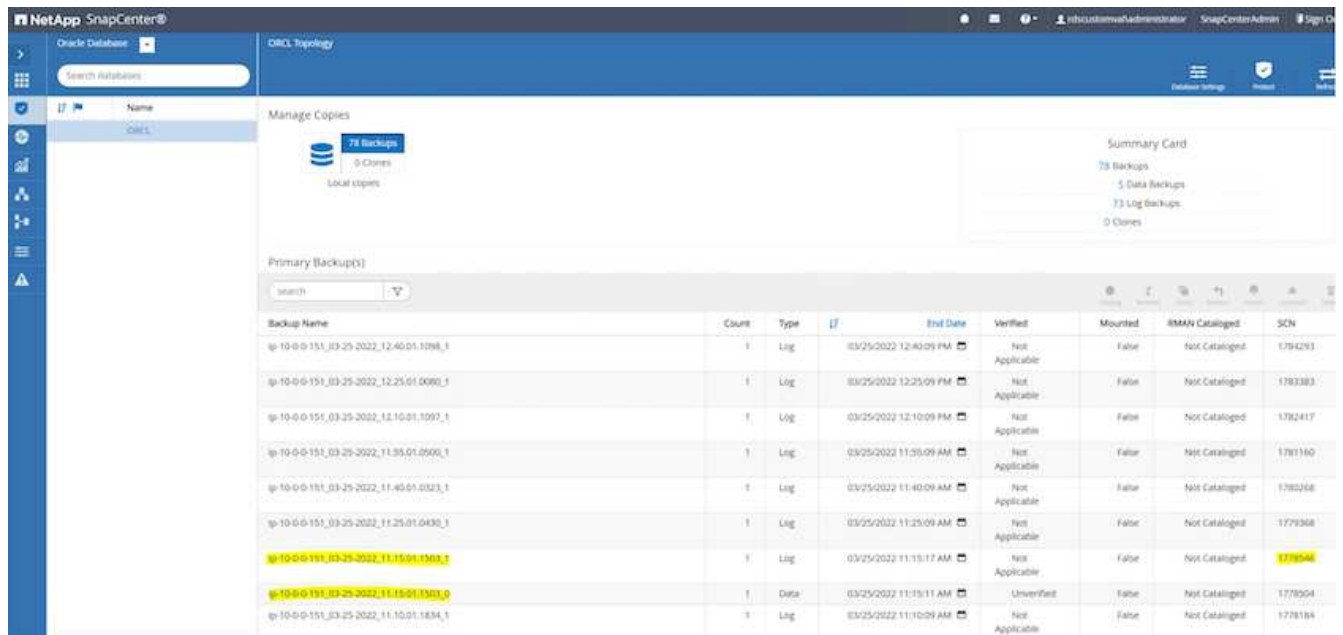 NetApp SnapCenter®
rdscustomval\administrator SnapCenterAdmin Sign O
Oracle Database
ORCL Topology
Search databases
Database Settings Protect Refre
Name
ORCL
Manage Copies
78 Backups
0 Clones
Local copies
Summary Card
78 Backups
5 Data Backups
73 Log Backups
0 Clones
Primary Backup(s)
search
Backup Name Count Type End Date Verified Mounted RMAN Cataloged SCN
ip-10-0-0-151_03-25-2022_12.40.01.1098_1 1 Log 03/25/2022 12:40:09 PM Not Applicable False Not Cataloged 1784293
ip-10-0-0-151_03-25-2022_12.25.01.0080_1 1 Log 03/25/2022 12:25:09 PM Not Applicable False Not Cataloged 1783383
ip-10-0-0-151_03-25-2022_12.10.01.1097_1 1 Log 03/25/2022 12:10:09 PM Not Applicable False Not Cataloged 1782417
ip-10-0-0-151_03-25-2022_11.55.01.0500_1 1 Log 03/25/2022 11:55:09 AM Not Applicable False Not Cataloged 1781160
ip-10-0-0-151_03-25-2022_11.40.01.0323_1 1 Log 03/25/2022 11:40:09 AM Not Applicable False Not Cataloged 1780268
ip-10-0-0-151_03-25-2022_11.25.01.0430_1 1 Log 03/25/2022 11:25:09 AM Not Applicable False Not Cataloged 1779368
ip-10-0-0-151_03-25-2022_11.15.01.1503_1 1 Log 03/25/2022 11:15:17 AM Not Applicable False Not Cataloged 1778546
ip-10-0-0-151_03-25-2022_11.15.01.1503_0 1 Data 03/25/2022 11:15:11 AM Unverified False Not Cataloged 1778504
ip-10-0-0-151_03-25-2022_11.10.01.1834_1 1 Log 03/25/2022 11:10:09 AM Not Applicable False Not Cataloged 1778184